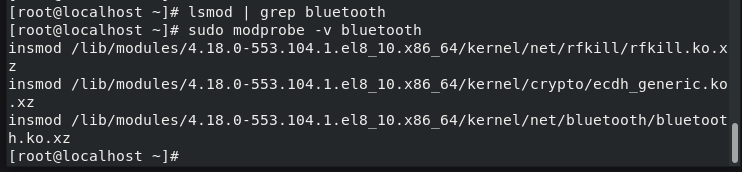 [root@localhost ~]# lsmod | grep bluetooth
[root@localhost ~]# sudo modprobe -v bluetooth
insmod /lib/modules/4.18.0-553.104.1.el8_10.x86_64/kernel/net/rfkill/rfkill.ko.x
z
insmod /lib/modules/4.18.0-553.104.1.el8_10.x86_64/kernel/crypto/ecdh_generic.ko
.xz
insmod /lib/modules/4.18.0-553.104.1.el8_10.x86_64/kernel/net/bluetooth/bluetoot
h.ko.xz
[root@localhost ~]#